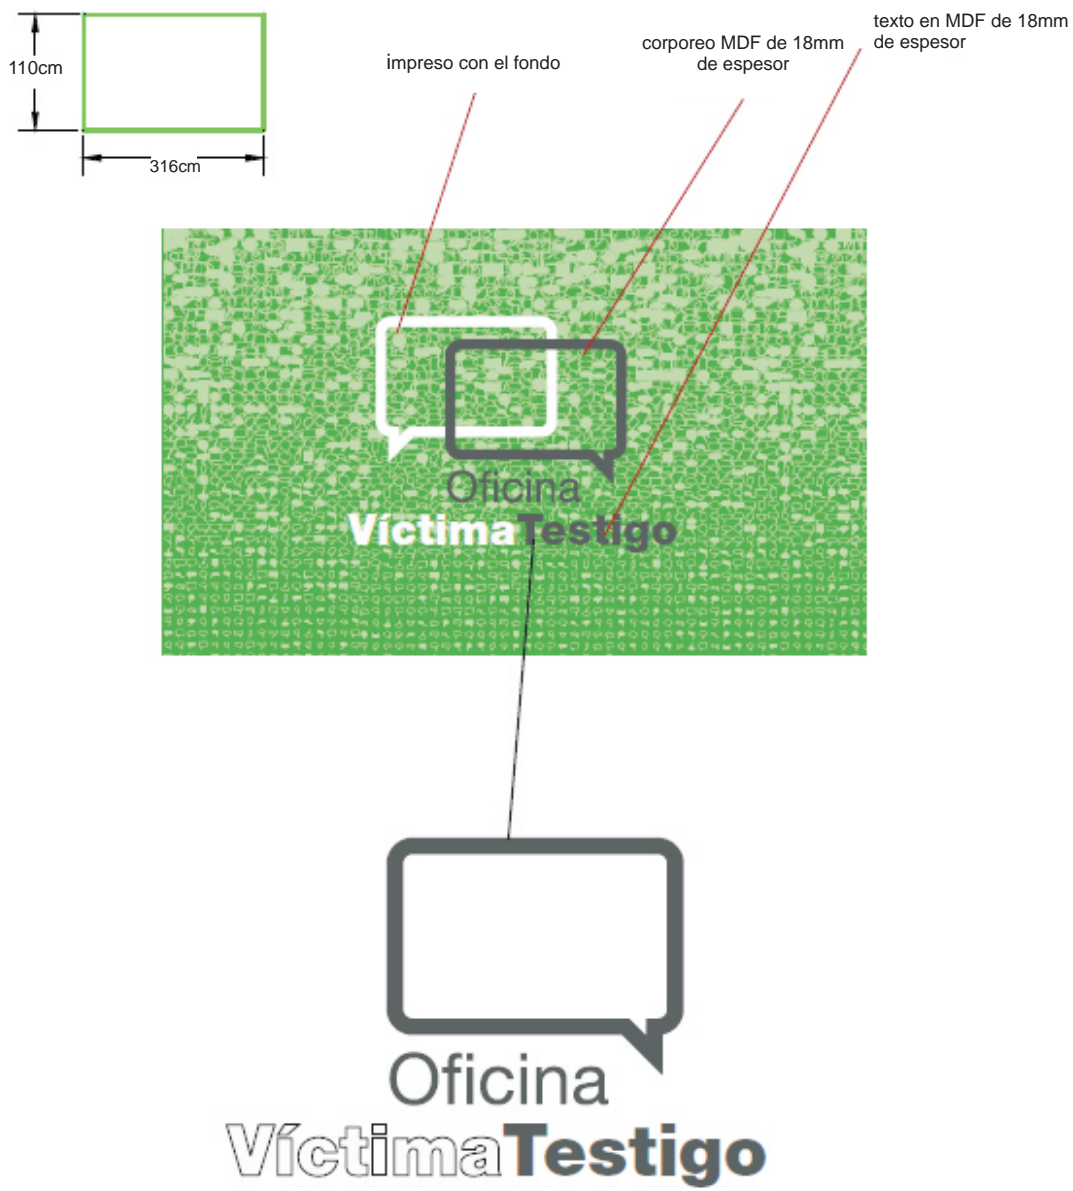 110cm
316cm
impreso con el fondo
corporeo MDF de 18mm
de espesor
texto en MDF de 18mm
de espesor
Oficina
VíctimaTestigo
Oficina
VíctimaTestigo